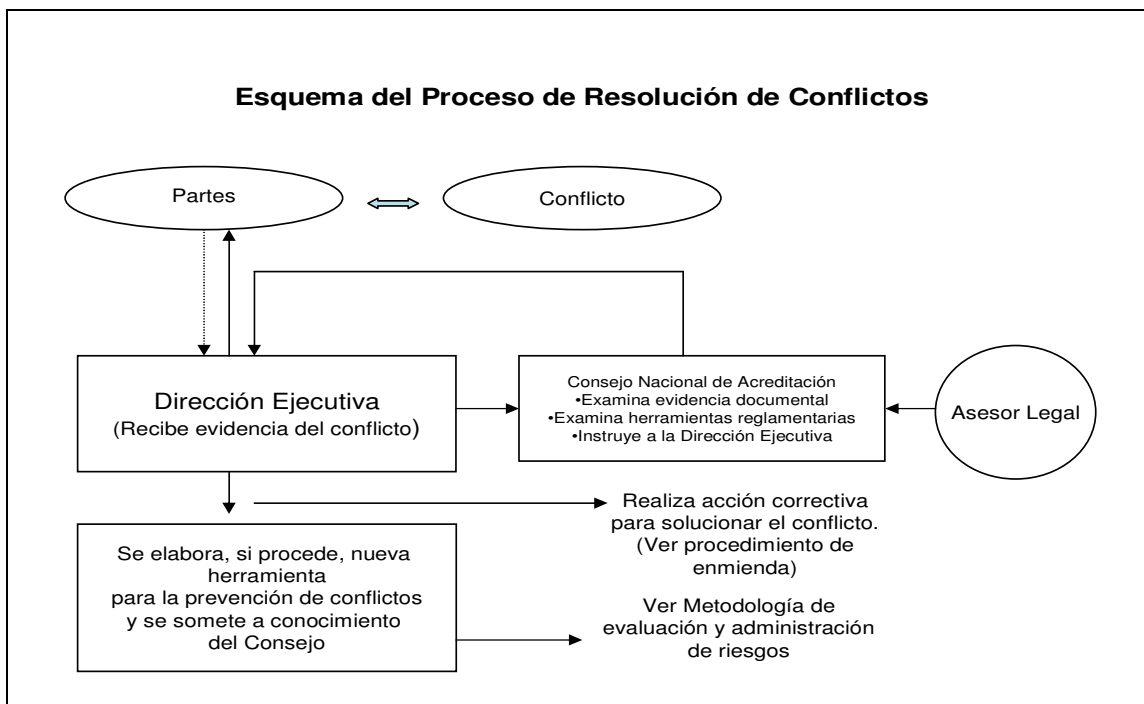 Esquema del Proceso de Resolución de Conflictos
Partes
Conflicto
Dirección Ejecutiva
(Recibe evidencia del conflicto)
Consejo Nacional de Acreditación
•Examina evidencia documental
•Examina herramientas reglamentarias
•Instruye a la Dirección Ejecutiva
Asesor Legal
Realiza acción correctiva
para solucionar el conflicto.
(Ver procedimiento de
enmienda)
Se elabora, si procede, nueva
herramienta
para la prevención de conflictos
y se somete a conocimiento
del Consejo
Ver Metodología de
evaluación y administración
de riesgos